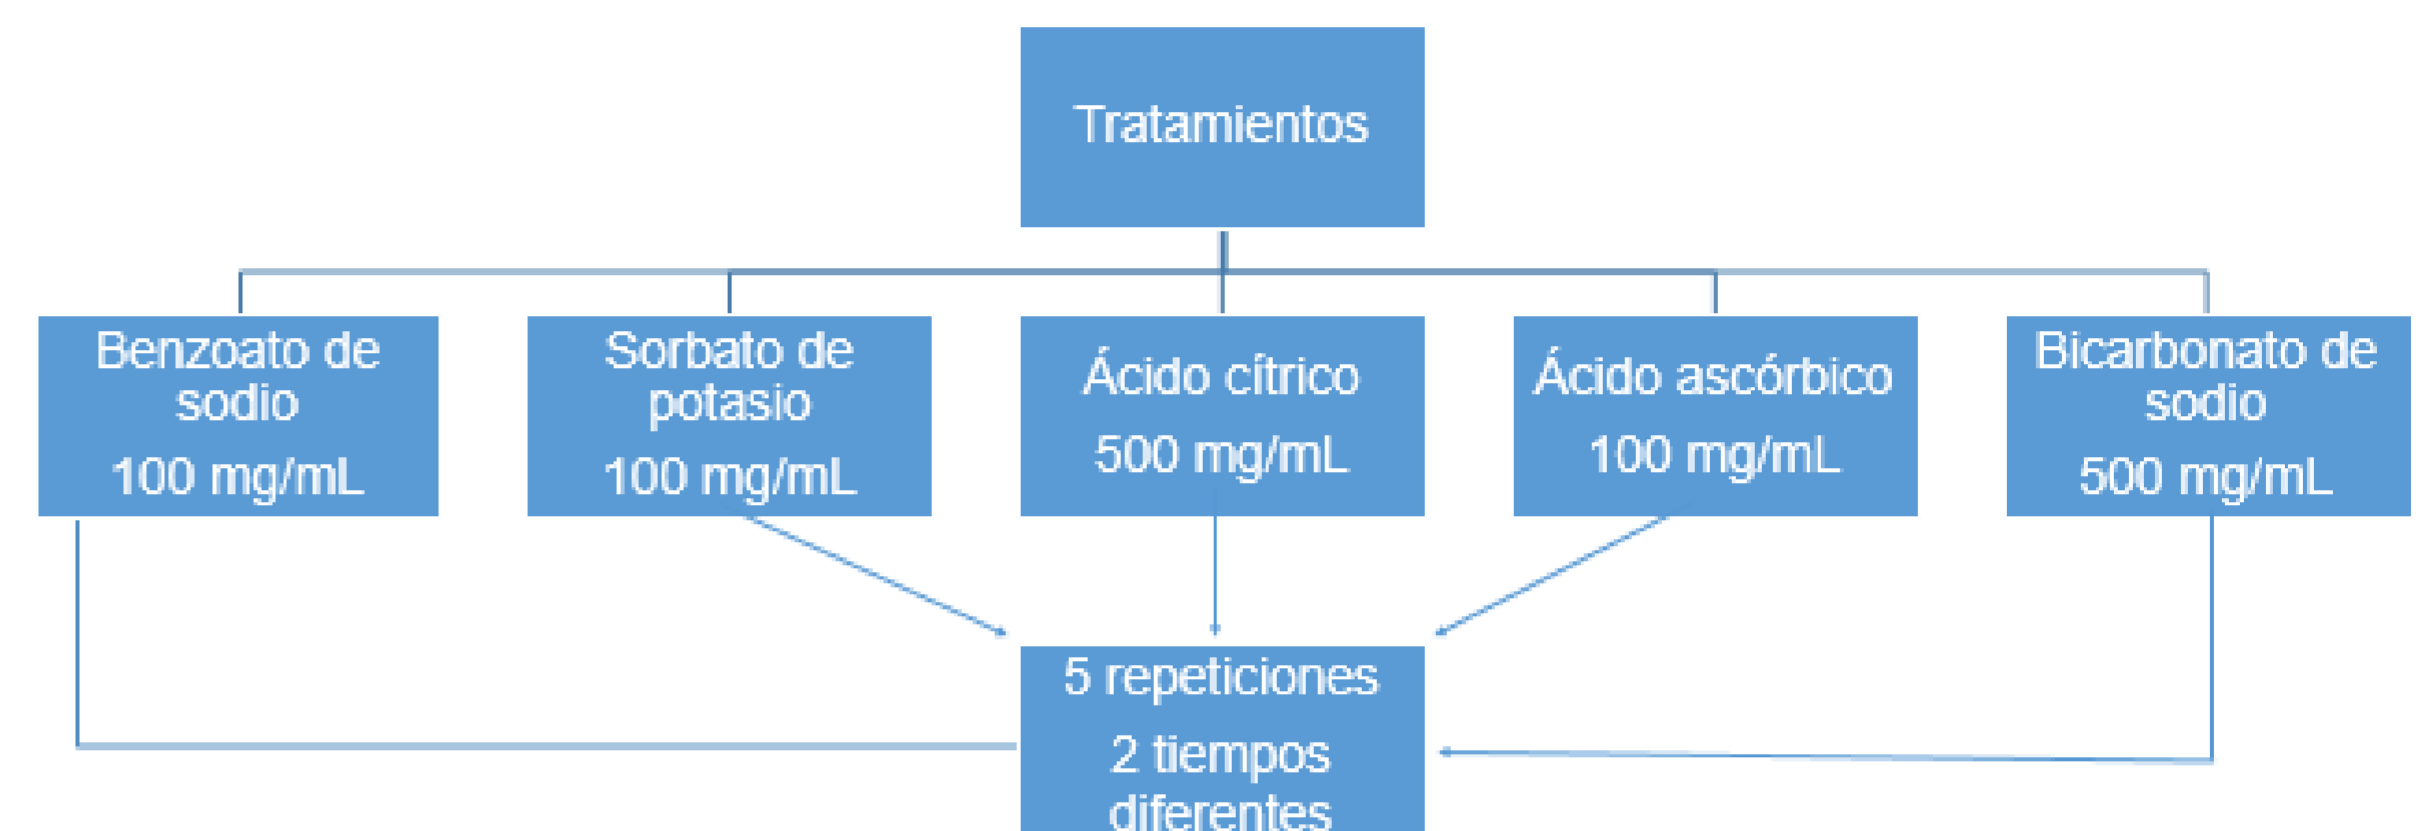 Tratamientos
Benzoato de
sodio
100 mg/mL
Sorbato de
potasio
100 mg/mL
Ácido cítrico
500 mg/mL
Ácido ascórbico
100 mg/mL
Bicarbonato de
sodio
500 mg/mL
5 repeticiones
2 tiempos
diferentes